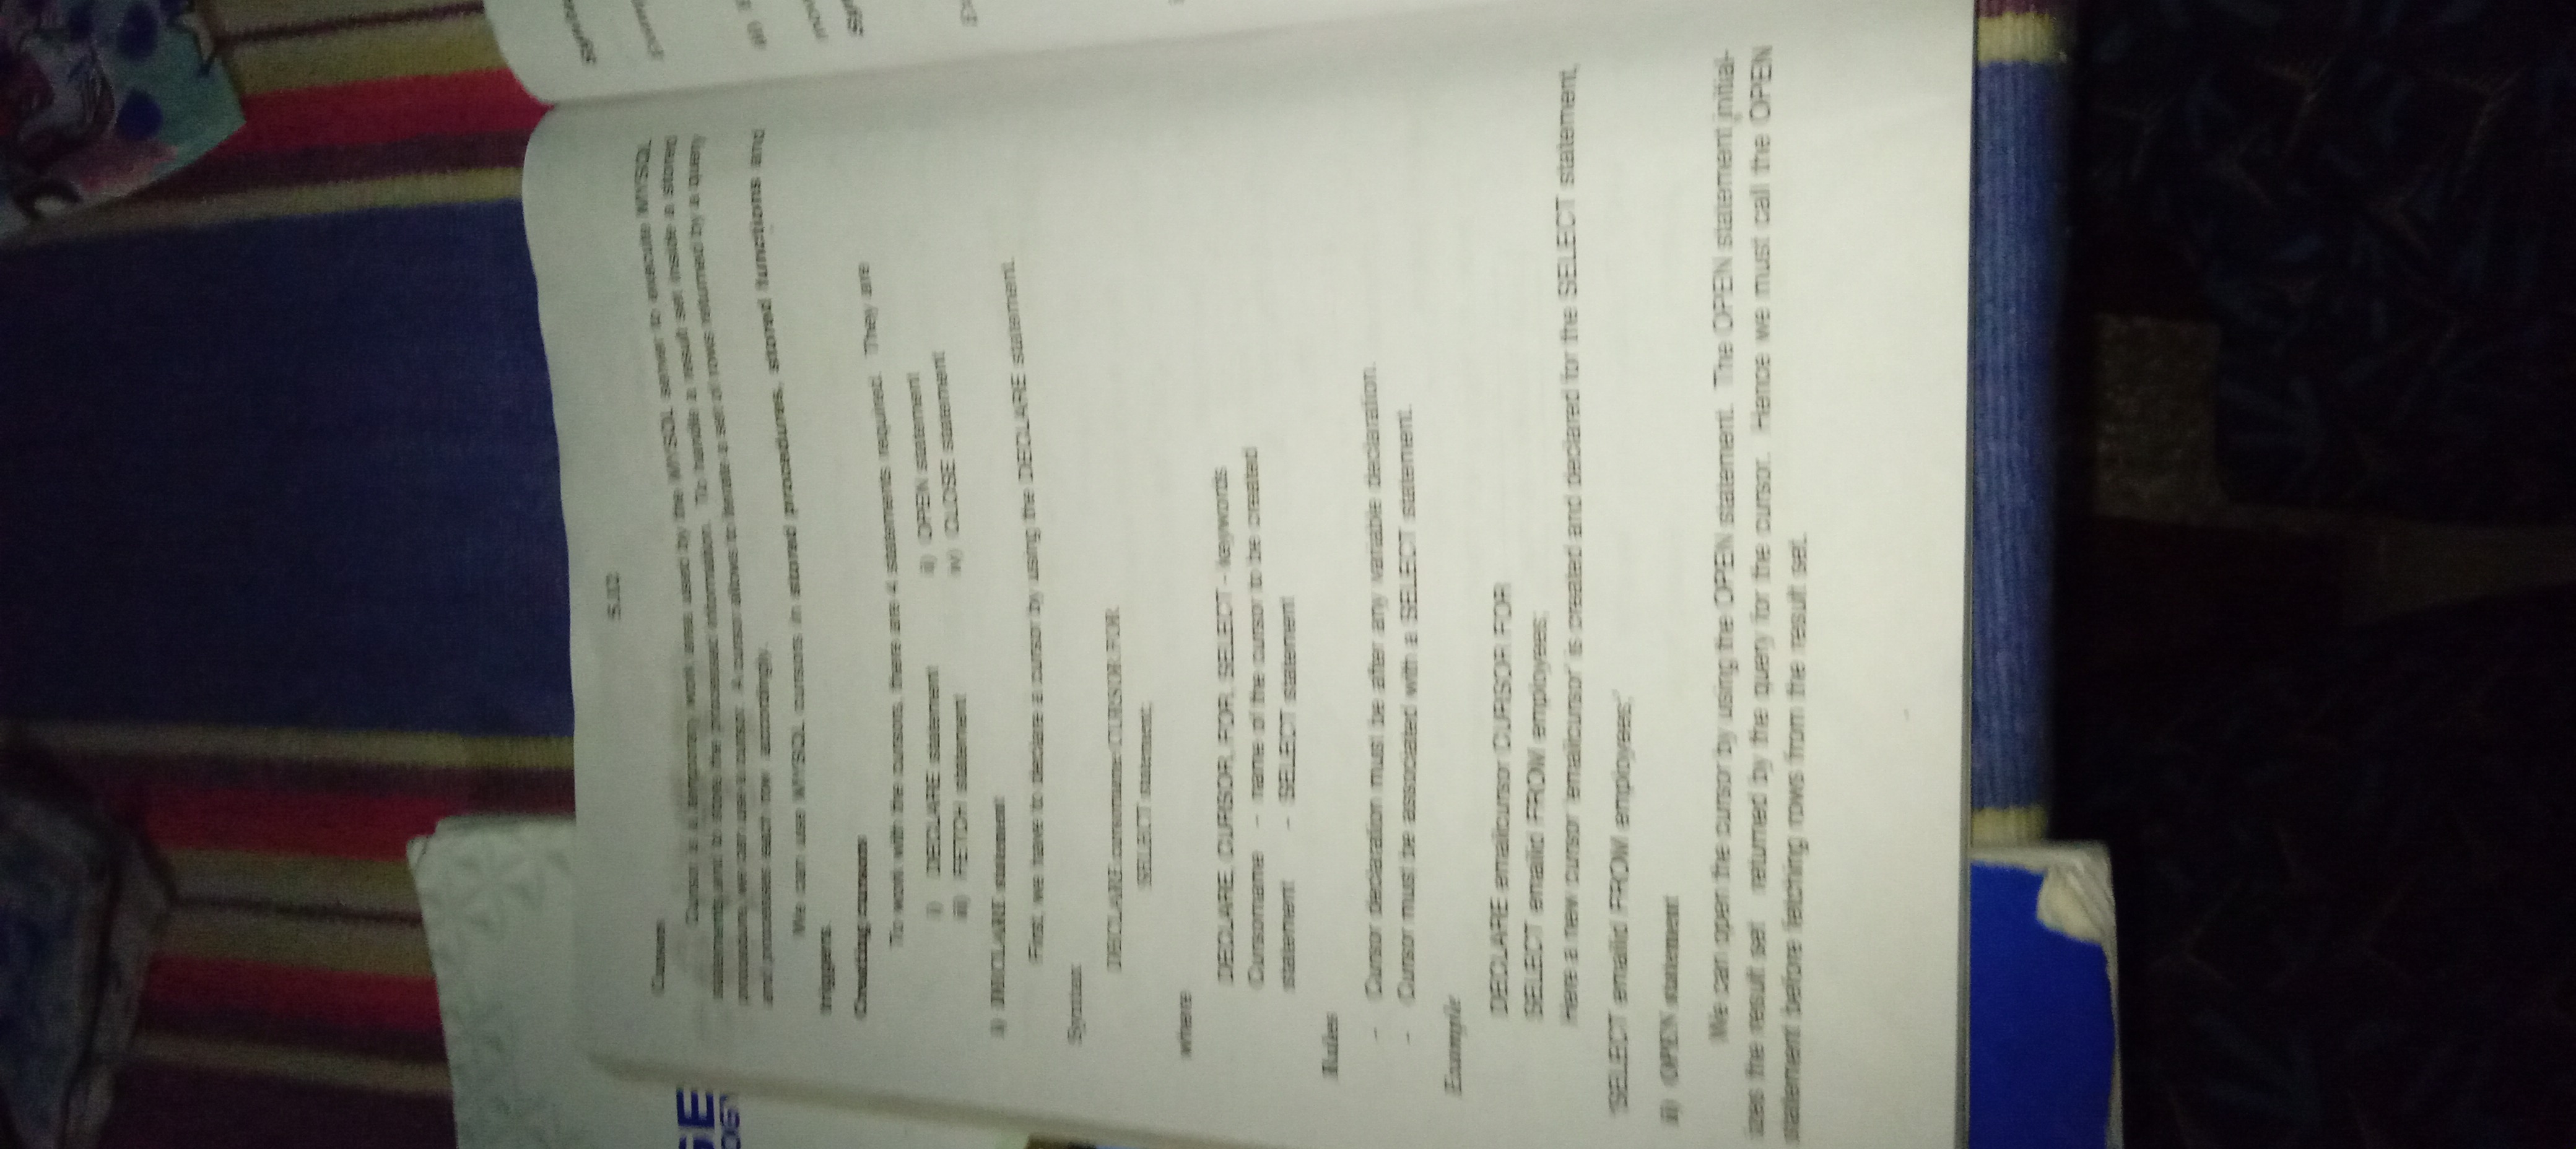 Cursors
Cursor is a temporary work area used by the MYSQL server to execute MYSQL
statements and to store the processed information. To handle a result set inside a stored
procedure, we can use a cursor. A cursor allows to iterate a set of rows returned by a query
and processes each row accordingly.
We can use MYSQL cursors in stored procedures, stored functions and
triggers.
Creating cursors
To work with the cursors, there are 4 statements required. They are
i) DECLARE statement ii) OPEN statement
iii) FETCH statement iv) CLOSE statement
i) DECLARE statement
First, we have to declare a cursor by using the DECLARE statement.
Syntax:
DECLARE cursorname CURSOR FOR
SELECT statement;
where
DECLARE, CURSOR, FOR, SELECT - keywords
Cursorname - name of the cursor to be created
statement - SELECT statement
Rules
- Cursor declaration must be after any variable declaration.
- Cursor must be associated with a SELECT statement.
Example
DECLARE emailcursor CURSOR FOR
SELECT emailid FROM employees;
Here a new cursor 'emailcursor' is created and declared for the SELECT statement,
'SELECT emailid FROM employees;'
ii) OPEN statement
We can open the cursor by using the OPEN statement. The OPEN statement initial-
izes the result set returned by the query for the cursor. Hence we must call the OPEN
statement before fetching rows from the result set.